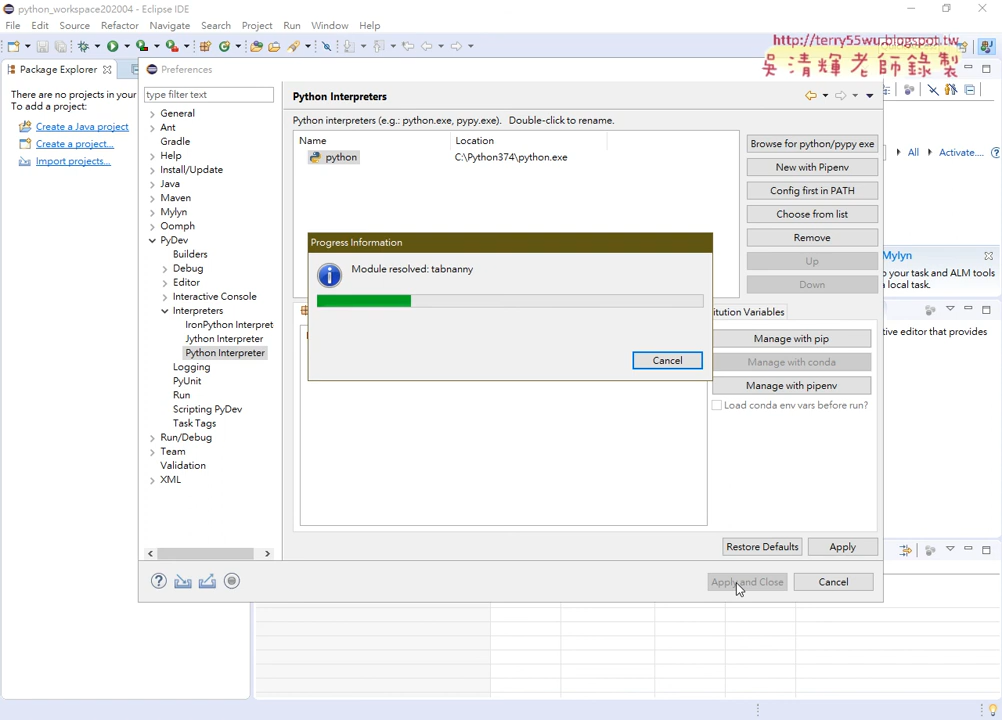 python_workspace202004 - Eclipse IDE
File Edit Source Refactor Navigate Search Project Run Window Help
http://terry55wu.blogspot.tw
吳清輝老師錄製
Package Explorer
There are no projects in your
To add a project:
Create a Java project
Create a project...
Import projects...
Preferences
type filter text
General
Ant
Gradle
Help
Install/Update
Java
Maven
Mylyn
Oomph
PyDev
Builders
Debug
Editor
Interactive Console
Interpreters
IronPython Interpret
Jython Interpreter
Python Interpreter
Logging
PyUnit
Run
Scripting PyDev
Task Tags
Run/Debug
Team
Validation
XML
Python Interpreters
Python interpreters (e.g.: python.exe, pypy.exe). Double-click to rename.
Name Location
python C:\Python374\python.exe
Browse for python/pypy exe
New with Pipenv
Config first in PATH
Choose from list
Remove
Up
Down
Progress Information
Module resolved: tabnanny
Cancel
itution Variables
Manage with pip
Manage with conda
Manage with pipenv
Load conda env vars before run?
Restore Defaults Apply
Apply and Close Cancel
All Activate...
Mylyn
o your task and ALM tools
local task.
tive editor that provides